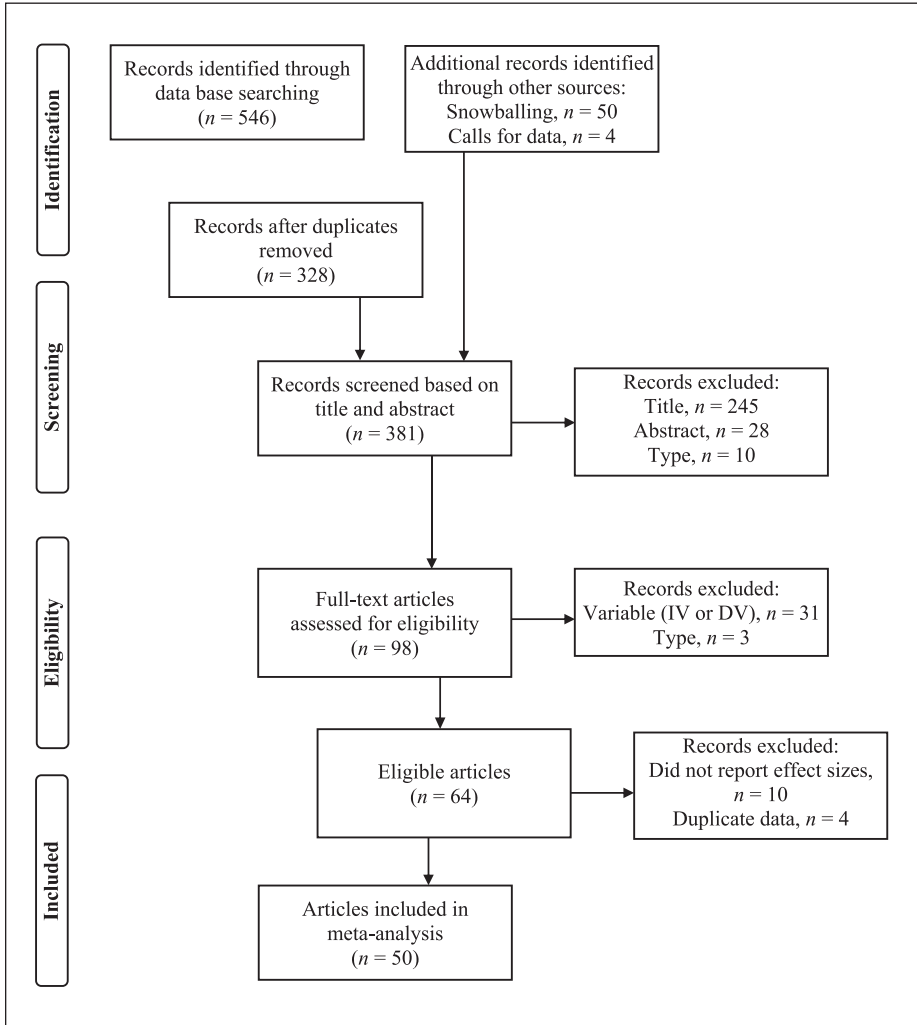 Identification
Records identified through
data base searching
(n = 546)
Additional records identified
through other sources:
Snowballing, n = 50
Calls for data, n = 4
Records after duplicates
removed
(n = 328)
Screening
Records screened based on
title and abstract
(n = 381)
Records excluded:
Title, n = 245
Abstract, n = 28
Type, n = 10
Eligibility
Full-text articles
assessed for eligibility
(n = 98)
Records excluded:
Variable (IV or DV), n = 31
Type, n = 3
Eligible articles
(n = 64)
Records excluded:
Did not report effect sizes,
n = 10
Duplicate data, n = 4
Included
Articles included in
meta-analysis
(n = 50)